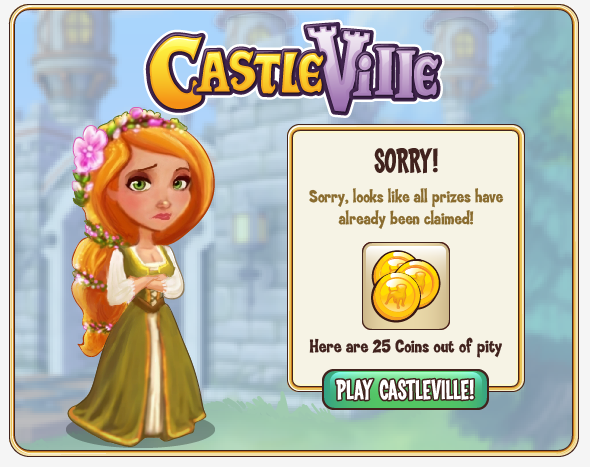 CASTLEVILLE
SORRY!
Sorry, looks like all prizes have
already been claimed!
Here are 25 Coins out of pity
PLAY CASTLEVILLE!